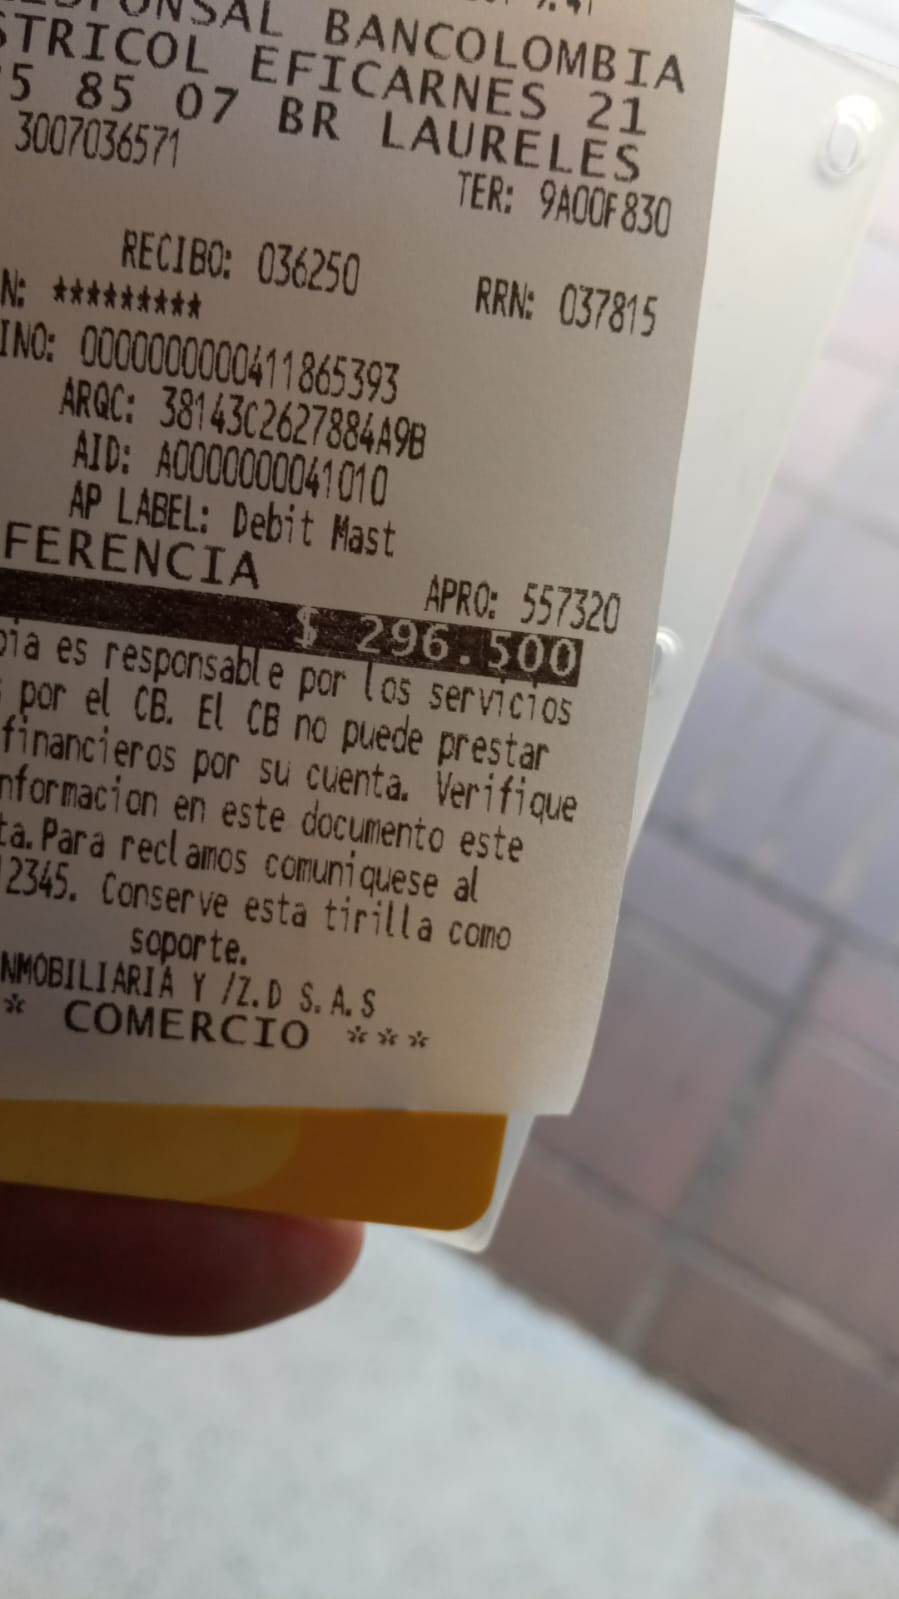 BANCOLOMBIA
EFICARNES 21
5 85 07 BR LAURELES
3007036571
TER: 9A00F830
RECIBO: 036250
RRN: 037815
N: *********
INO: 0000000000411865393
ARQC: 38143C2627884A9B
AID: A0000000041010
AP LABEL: Debit Mast
FERENCIA
APRO: 557320
$ 296.500
bia es responsable por los servicios
por el CB. El CB no puede prestar
financieros por su cuenta. Verifique
nformacion en este documento este
ta. Para reclamos comuniquese al
2345. Conserve esta tirilla como
soporte.
NMOBILIARIA Y /Z.D S.A.S
* COMERCIO ***